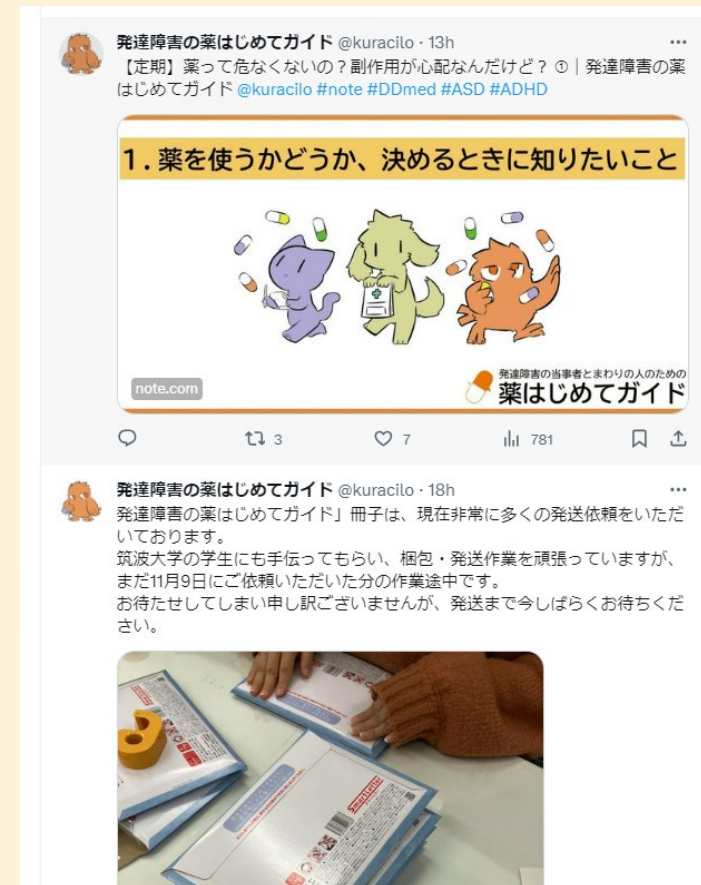 発達障害の薬はじめてガイド @kuracilo · 13h
【定期】薬って危なくないの？副作用が心配なんだけど？ ①｜発達障害の薬
はじめてガイド @kuracilo #note #DDmed #ASD #ADHD
1．薬を使うかどうか、決めるときに知りたいこと
note.com
発達障害の当事者とまわりの人のための
薬はじめてガイド
3
7
781
発達障害の薬はじめてガイド @kuracilo · 18h
発達障害の薬はじめてガイド」冊子は、現在非常に多くの発送依頼をいただ
いております。
筑波大学の学生にも手伝ってもらい、梱包・発送作業を頑張っていますが、
まだ11月9日にご依頼いただいた分の作業途中です。
お待たせしてしまい申し訳ございませんが、発送まで今しばらくお待ちくだ
さい。
SmartLetter